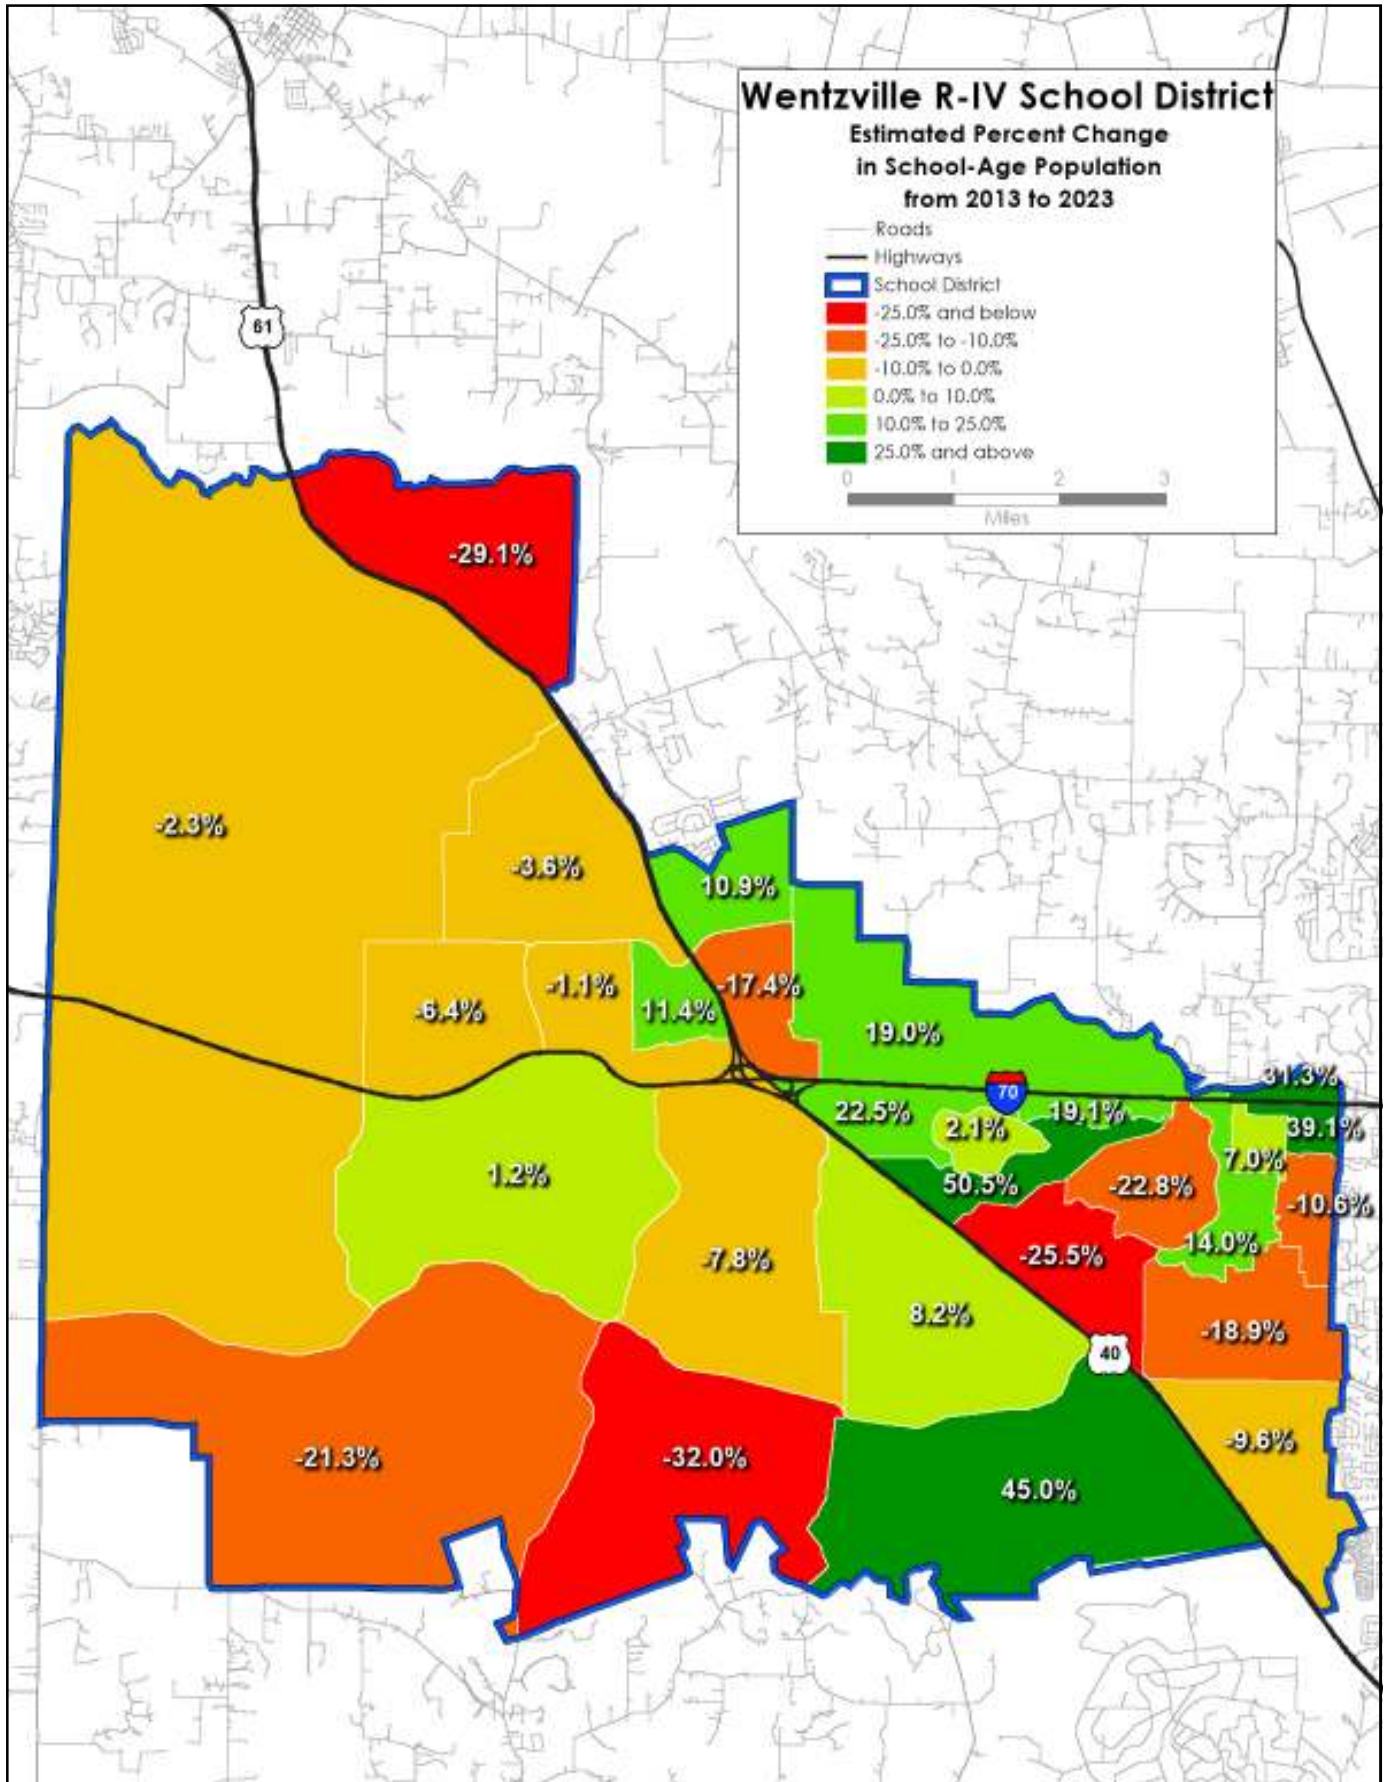 Wentzville R-IV School District
Estimated Percent Change
in School-Age Population
from 2013 to 2023
Roads
Highways
School District
-25.0% and below
-25.0% to -10.0%
-10.0% to 0.0%
0.0% to 10.0%
10.0% to 25.0%
25.0% and above
0 1 2 3
Miles
61
-29.1%
-2.3%
-3.6%
10.9%
-1.1%
-17.4%
-6.4%
11.4%
19.0%
31.3%
70
22.5%
19.1%
2.1%
39.1%
7.0%
1.2%
50.5%
-22.8%
-10.6%
14.0%
-25.5%
-7.8%
8.2%
-18.9%
40
-9.6%
-21.3%
-32.0%
45.0%